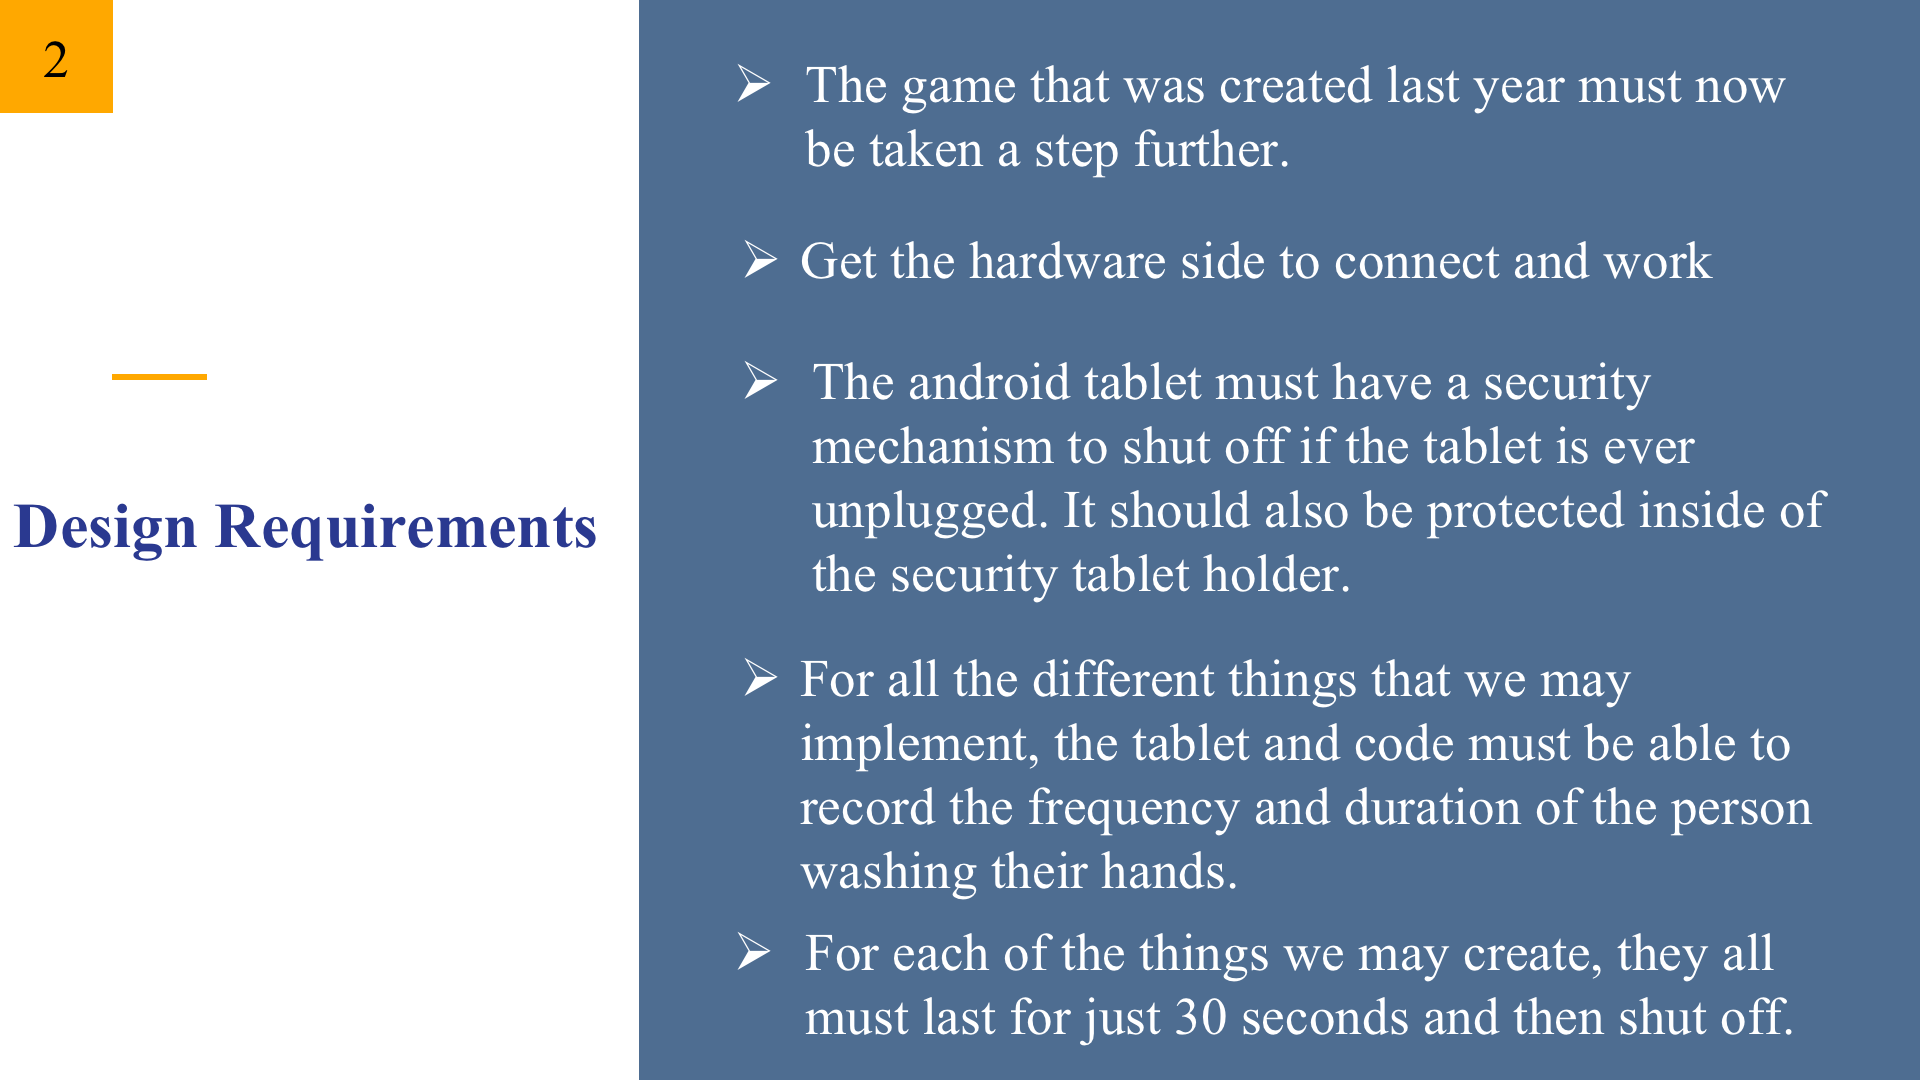 2
Design Requirements
➢ The game that was created last year must now
be taken a step further.
➢ Get the hardware side to connect and work
➢ The android tablet must have a security
mechanism to shut off if the tablet is ever
unplugged. It should also be protected inside of
the security tablet holder.
➢ For all the different things that we may
implement, the tablet and code must be able to
record the frequency and duration of the person
washing their hands.
➢ For each of the things we may create, they all
must last for just 30 seconds and then shut off.